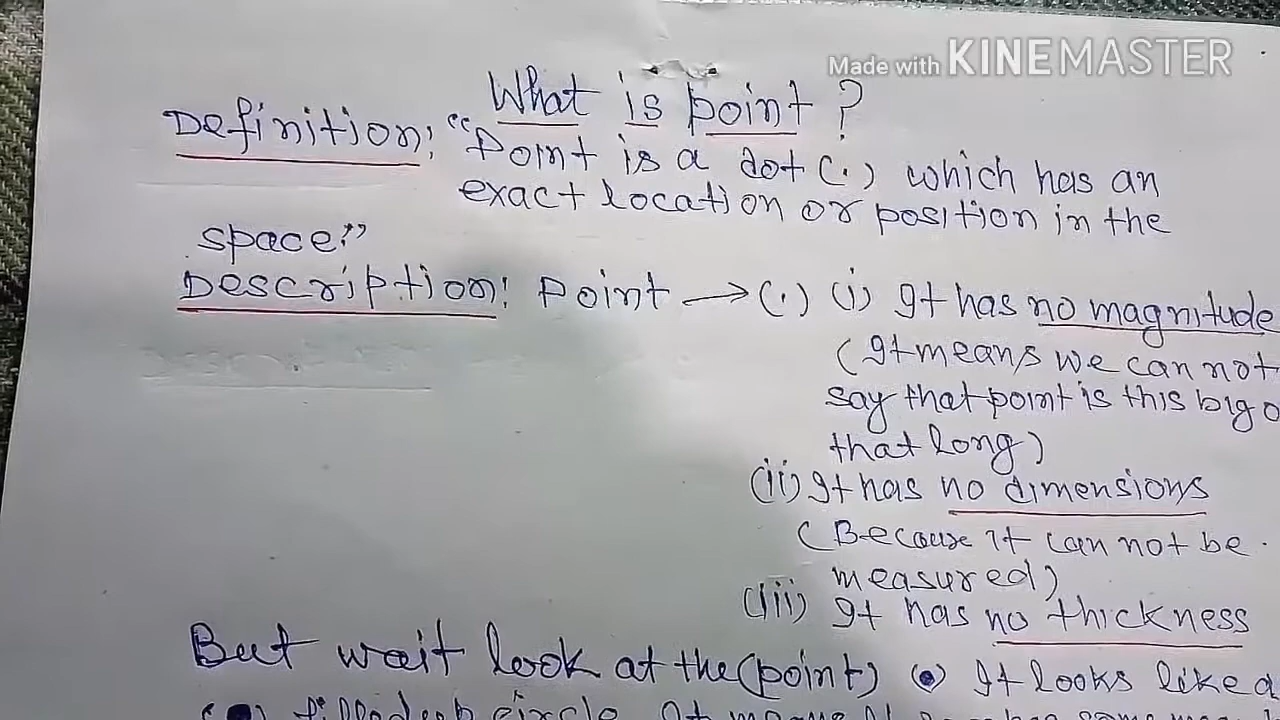 Made with KINEMASTER
What is point ?
Definition: "Point is a dot (.) which has an
exact location or position in the
space."
Description: Point → (.) (i) It has no magnitude
(It means we can not
say that point is this big o
that long)
(ii) It has no dimensions
(Because it can not be
measured)
(iii) It has no thickness
But wait look at the (point) (•) It looks like a